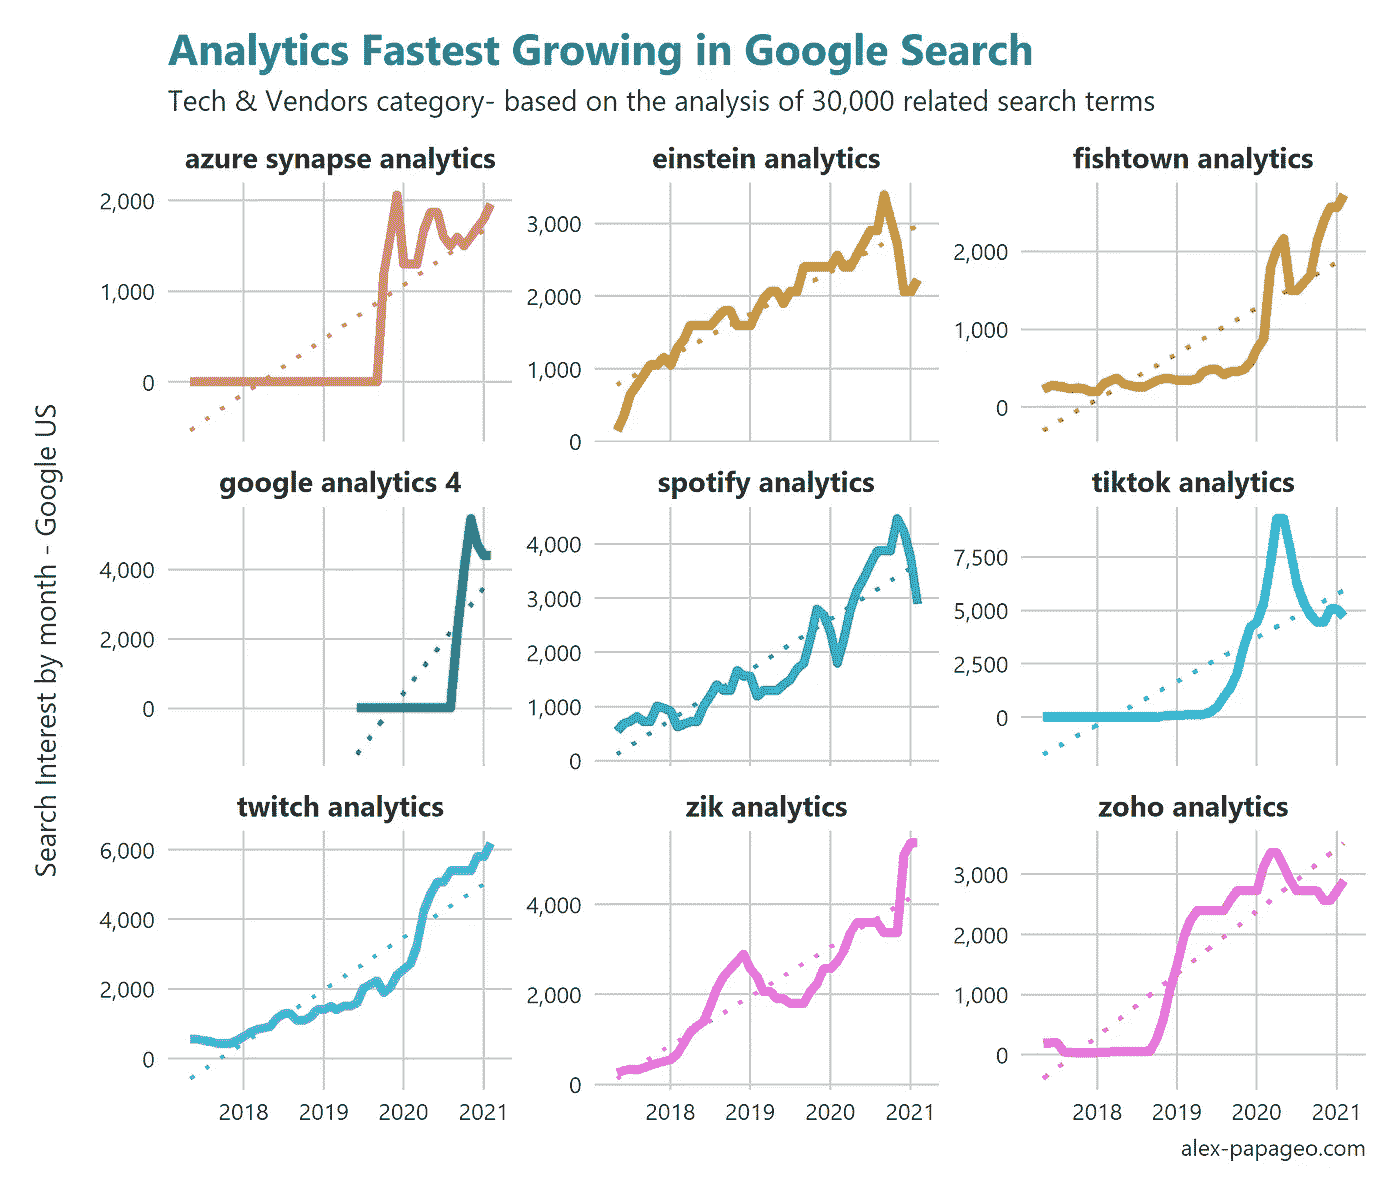 Analytics Fastest Growing in Google Search
Tech & Vendors category- based on the analysis of 30,000 related search terms
Search Interest by month - Google US
azure synapse analytics
2,000
1,000
0
einstein analytics
3,000
2,000
1,000
0
fishtown analytics
2,000
1,000
0
google analytics 4
4,000
2,000
0
spotify analytics
4,000
3,000
2,000
1,000
0
tiktok analytics
7,500
5,000
2,500
0
twitch analytics
6,000
4,000
2,000
0
2018 2019 2020 2021
zik analytics
4,000
2,000
0
2018 2019 2020 2021
zoho analytics
3,000
2,000
1,000
0
2018 2019 2020 2021
alex-papageo.com